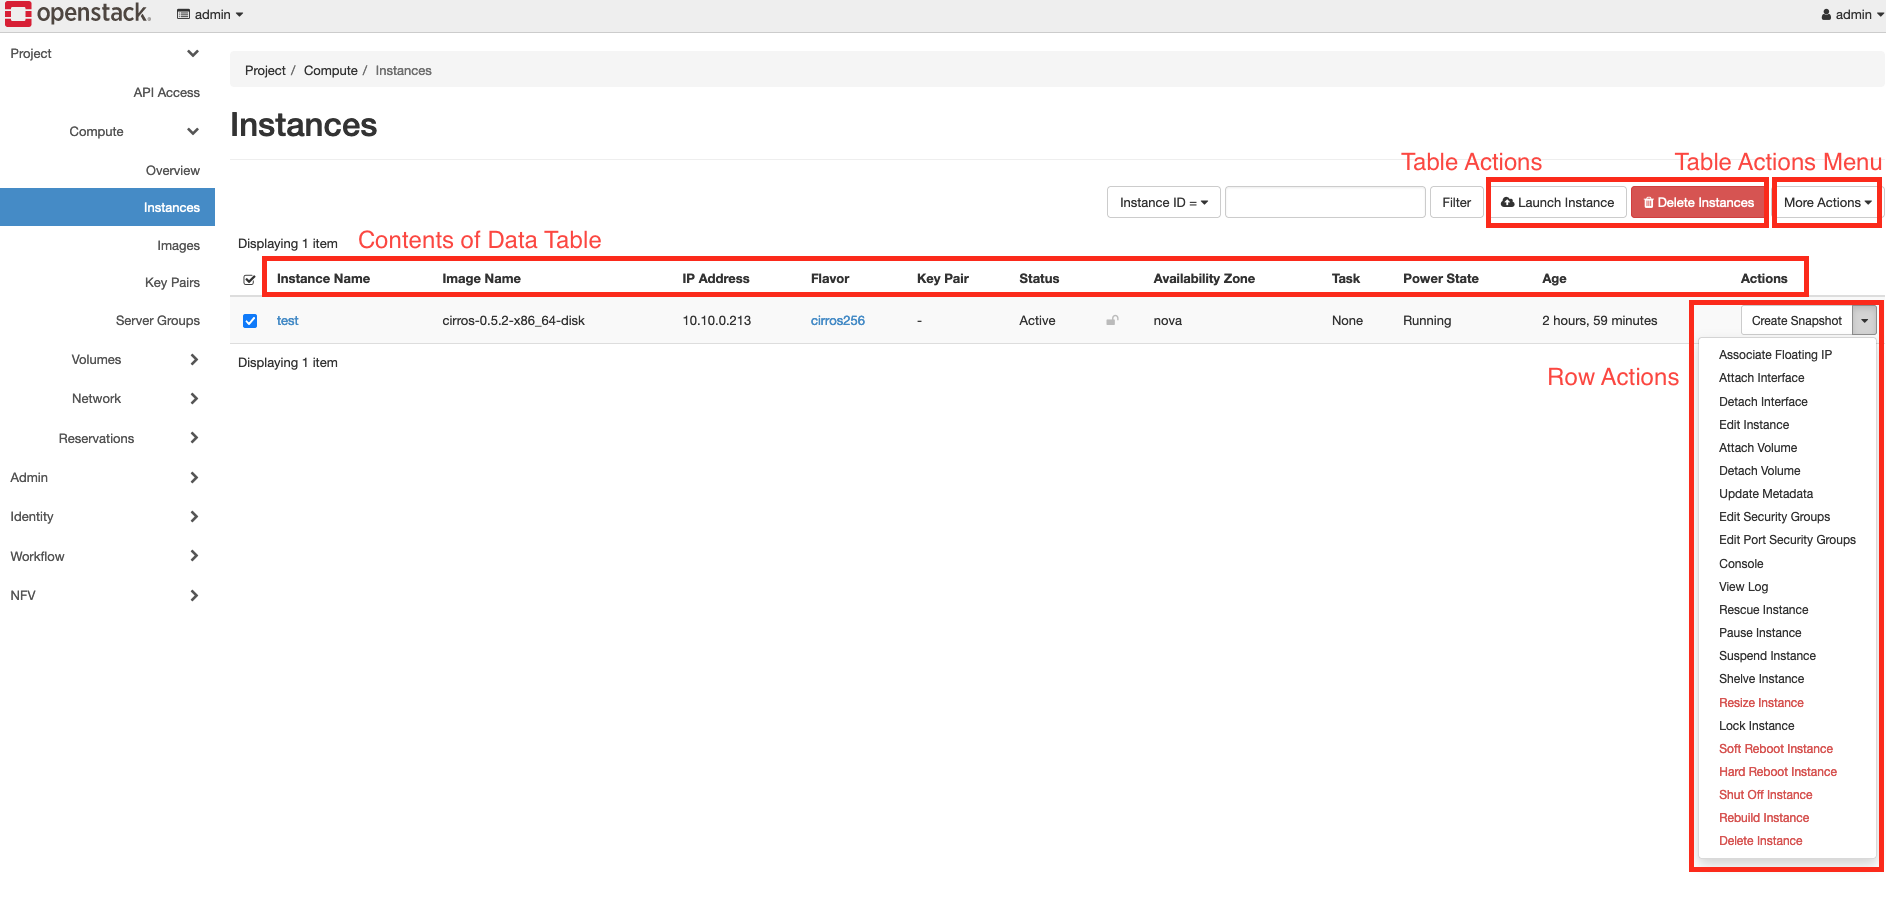 openstack. admin admin
Project
Project / Compute / Instances
API Access
Compute
Instances
Overview
Table Actions Table Actions Menu
Instances
Instance ID = Filter Launch Instance Delete Instances More Actions
Images
Displaying 1 item Contents of Data Table
Key Pairs
Instance Name Image Name IP Address Flavor Key Pair Status Availability Zone Task Power State Age Actions
Server Groups
test cirros-0.5.2-x86_64-disk 10.10.0.213 cirros256 - Active nova None Running 2 hours, 59 minutes Create Snapshot
Volumes
Displaying 1 item
Network
Reservations
Admin
Identity
Workflow
NFV
Row Actions
Associate Floating IP
Attach Interface
Detach Interface
Edit Instance
Attach Volume
Detach Volume
Update Metadata
Edit Security Groups
Edit Port Security Groups
Console
View Log
Rescue Instance
Pause Instance
Suspend Instance
Shelve Instance
Resize Instance
Lock Instance
Soft Reboot Instance
Hard Reboot Instance
Shut Off Instance
Rebuild Instance
Delete Instance